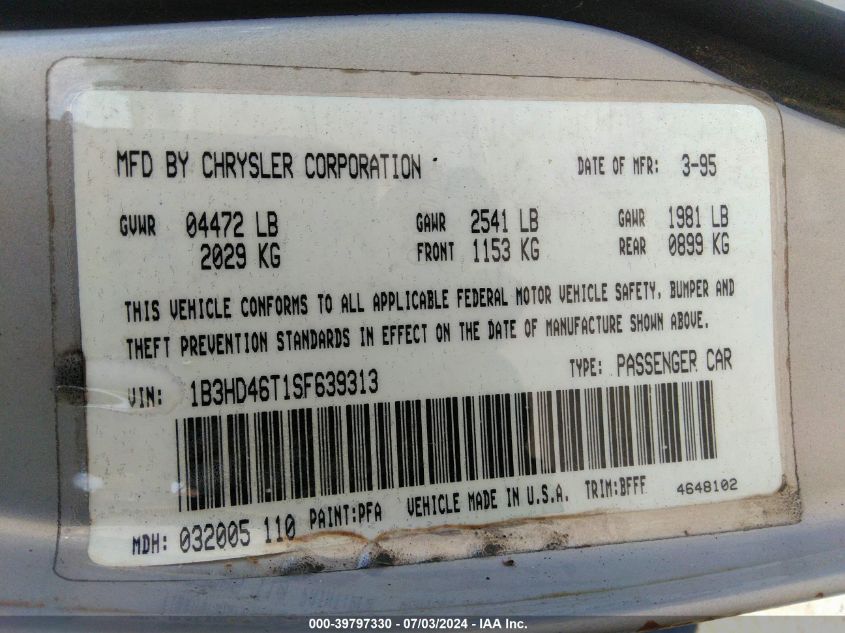 MFD BY CHRYSLER CORPORATION DATE OF MFR: 3-95
GVWR 04472 LB GAWR 2541 LB GAWR 1981 LB
2029 KG FRONT 1153 KG REAR 0899 KG
THIS VEHICLE CONFORMS TO ALL APPLICABLE FEDERAL MOTOR VEHICLE SAFETY, BUMPER AND
THEFT PREVENTION STANDARDS IN EFFECT ON THE DATE OF MANUFACTURE SHOWN ABOVE.
VIN: 1B3HD46T1SF639313 TYPE: PASSENGER CAR
MDH: 032005 110 PAINT:PFA VEHICLE MADE IN U.S.A. TRIM:BFFF 4648102
000-39797330 - 07/03/2024 - IAA Inc.